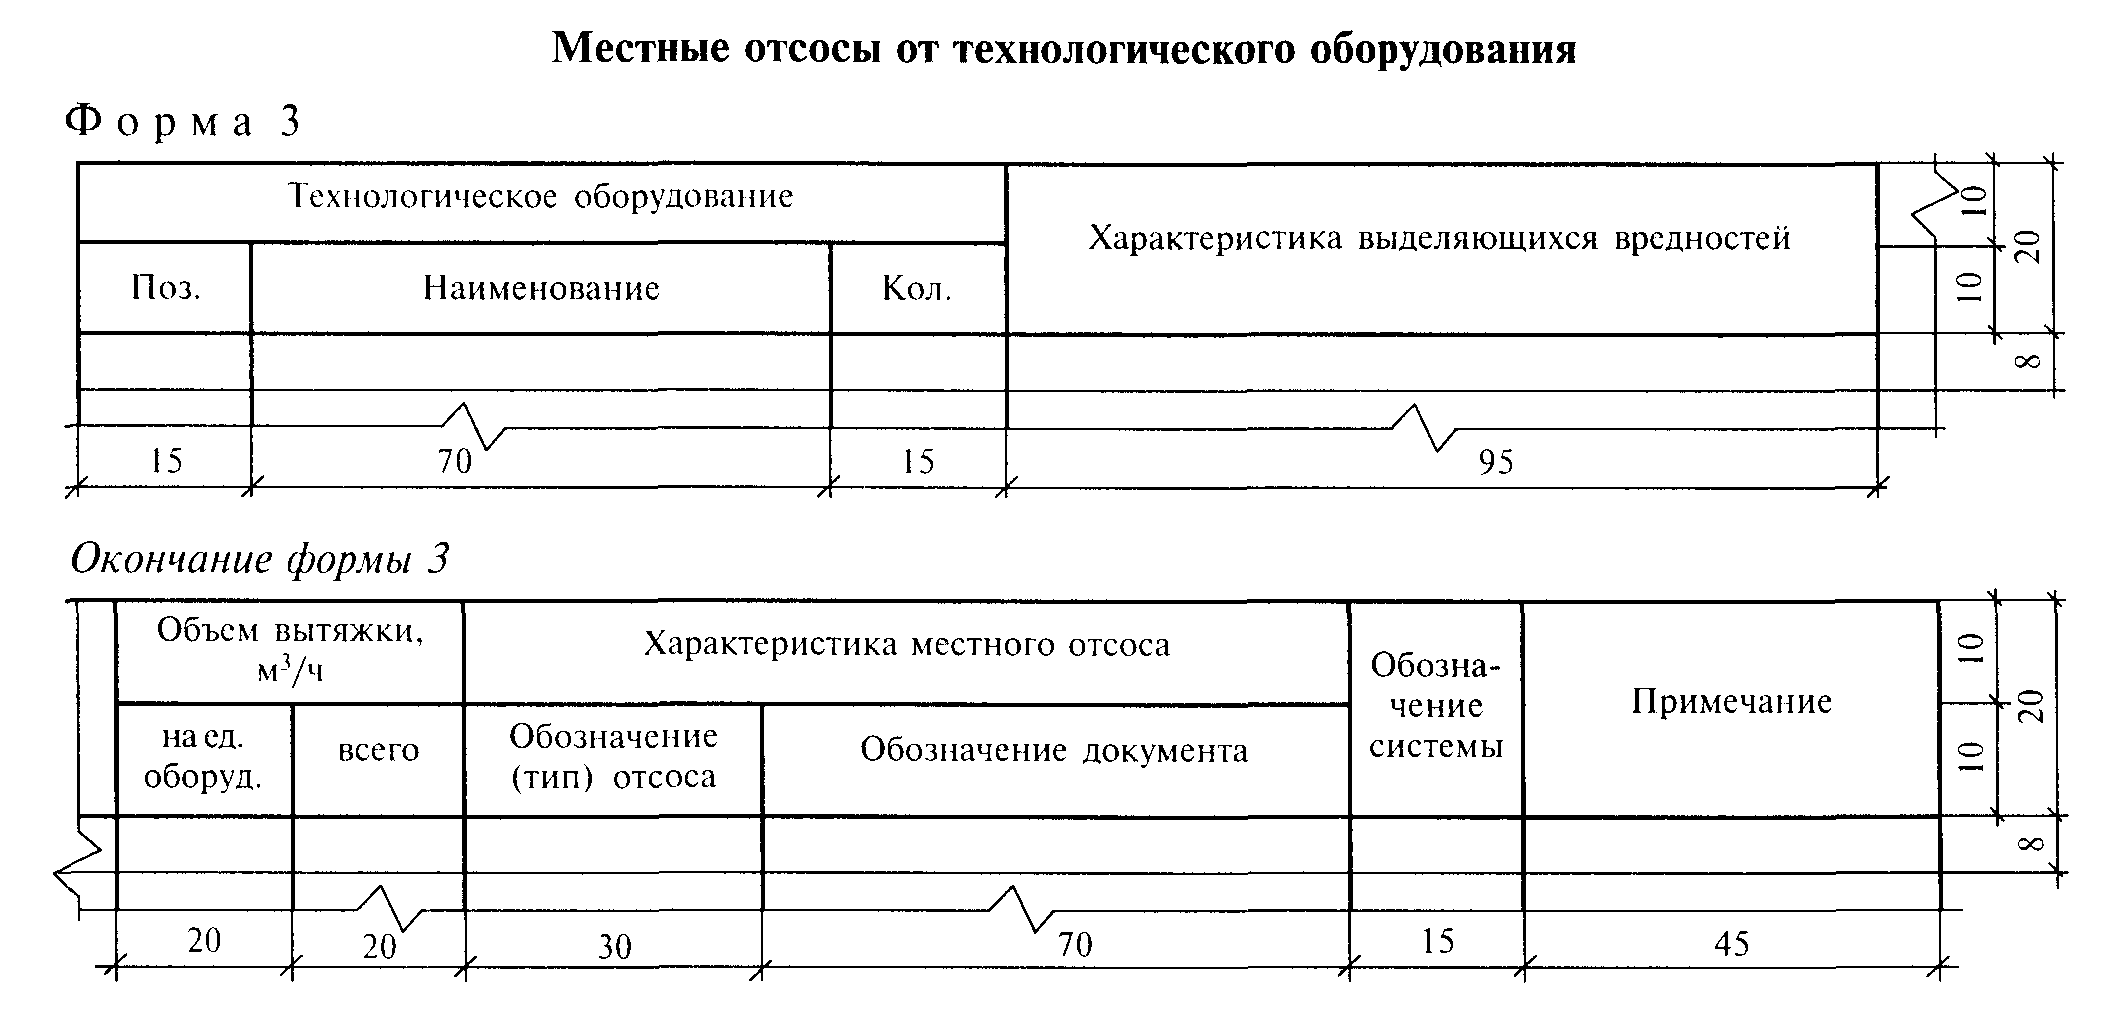 Местные отсосы от технологического оборудования
Форма 3
Технологическое оборудование
Характеристика выделяющихся вредностей
Поз.
Наименование
Кол.
10
10
20
8
15
70
15
95
Окончание формы 3
Объем вытяжки,
м³/ч
Характеристика местного отсоса
Обозна-
чение
системы
Примечание
на ед.
оборуд.
всего
Обозначение
(тип) отсоса
Обозначение документа
10
10
20
8
20
20
30
70
15
45